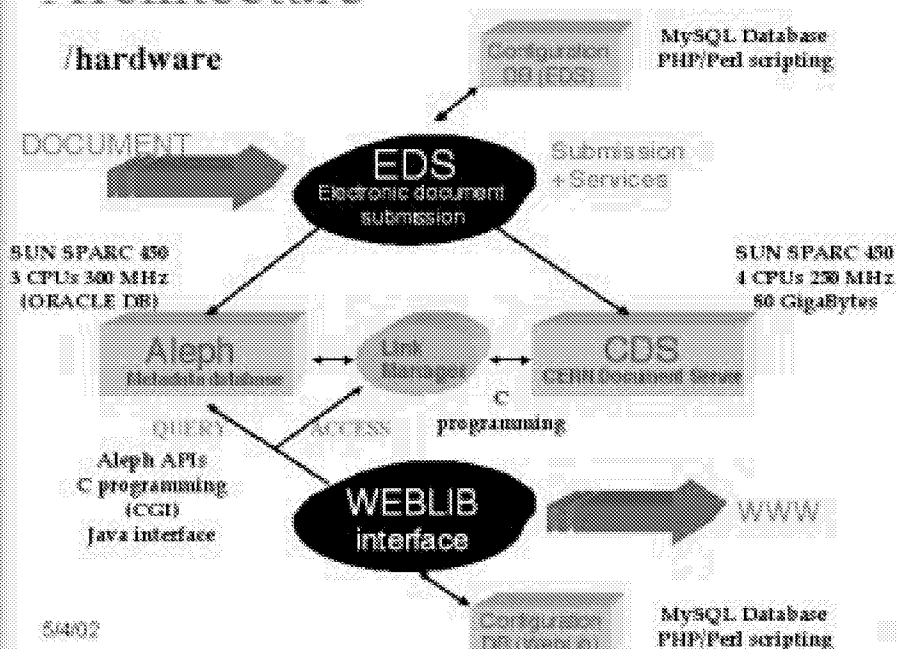 /hardware
Configuration
DB (EDS)
MySQL Database
PHP/Perl scripting
DOCUMENT
EDS
Electronic document
submission
Submission
+ Services
SUN SPARC 450
3 CPUs 300 MHz
(ORACLE DB)
SUN SPARC 450
4 CPUs 250 MHz
GigaBytes
Aleph
Metadata database
Link
Manager
CDS
CERN Document Server
C
programming
QUERY
ACCESS
Aleph APIs
C programming
(CGI)
Java interface
WEBLIB
interface
WWW
5/4/02
Configuration
MySQL Database
PHP/Perl scripting